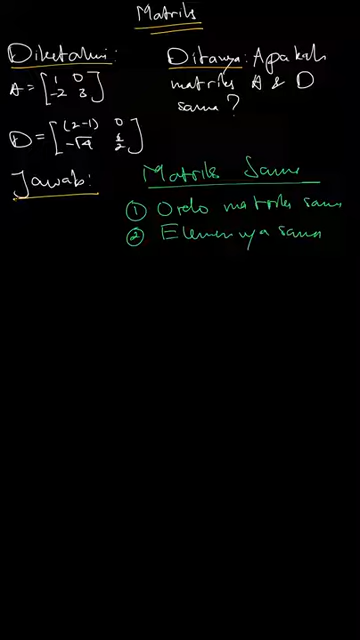 Matriks
Diketahui:
A = [1 0
-2 3]
Ditanya: Apakah
matriks A & D
sama?
D = [(2-1) 0
-√4
2]
Jawab:
Matriks Sama
① Ordo matriks sama
② Elemennya sama